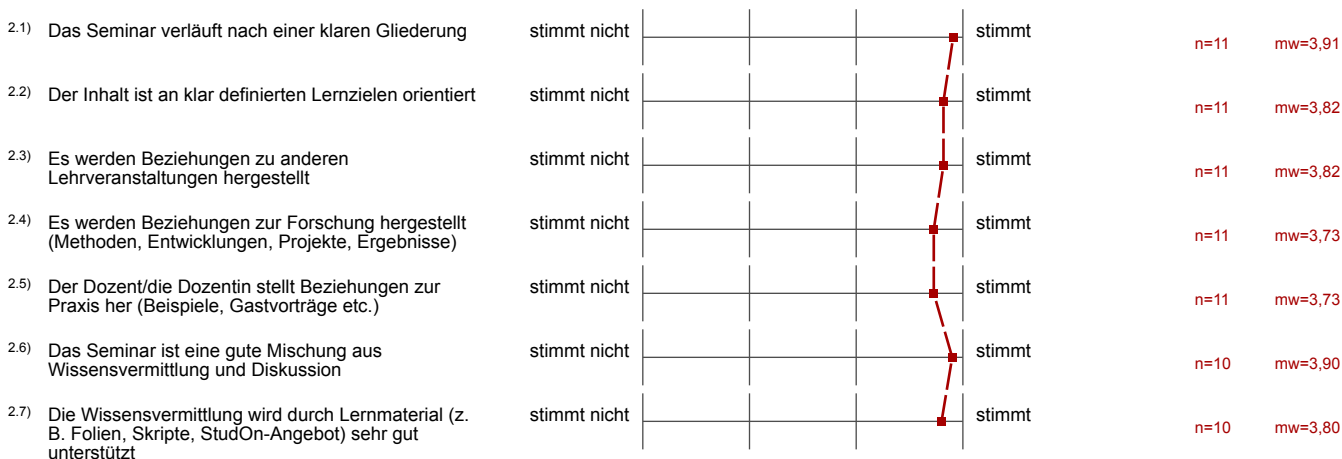 2.1) Das Seminar verläuft nach einer klaren Gliederung stimmt nicht stimmt n=11 mw=3,91
2.2) Der Inhalt ist an klar definierten Lernzielen orientiert stimmt nicht stimmt n=11 mw=3,82
2.3) Es werden Beziehungen zu anderen stimmt nicht stimmt n=11 mw=3,82
Lehrveranstaltungen hergestellt
2.4) Es werden Beziehungen zur Forschung hergestellt stimmt nicht stimmt n=11 mw=3,73
(Methoden, Entwicklungen, Projekte, Ergebnisse)
2.5) Der Dozent/die Dozentin stellt Beziehungen zur stimmt nicht stimmt n=11 mw=3,73
Praxis her (Beispiele, Gastvorträge etc.)
2.6) Das Seminar ist eine gute Mischung aus stimmt nicht stimmt n=10 mw=3,90
Wissensvermittlung und Diskussion
2.7) Die Wissensvermittlung wird durch Lernmaterial (z. stimmt nicht stimmt n=10 mw=3,80
B. Folien, Skripte, StudOn-Angebot) sehr gut
unterstützt